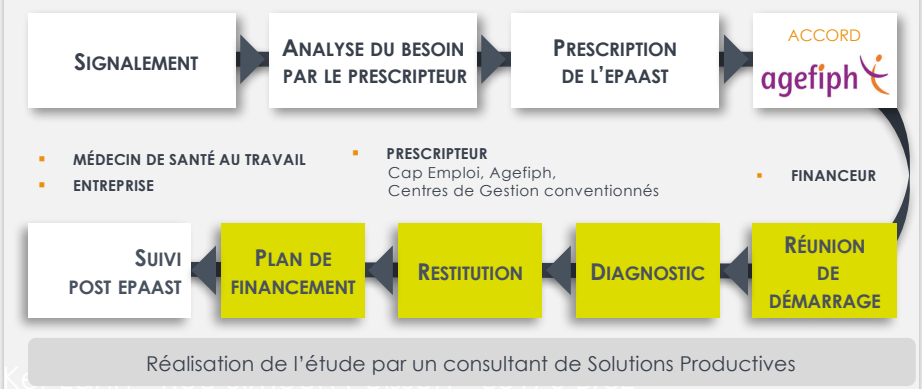 SIGNALEMENT
ANALYSE DU BESOIN
PAR LE PRESCRIPTEUR
PRESCRIPTION
DE L'EPAAST
ACCORD
agefiph
MÉDECIN DE SANTÉ AU TRAVAIL
ENTREPRISE
PRESCRIPTEUR
Cap Emploi, Agefiph,
Centres de Gestion conventionnés
FINANCEUR
SUIVI
POST EPAAST
PLAN DE
FINANCEMENT
RESTITUTION
DIAGNOSTIC
RÉUNION
DE
DÉMARRAGE
Réalisation de l'étude par un consultant de Solutions Productives